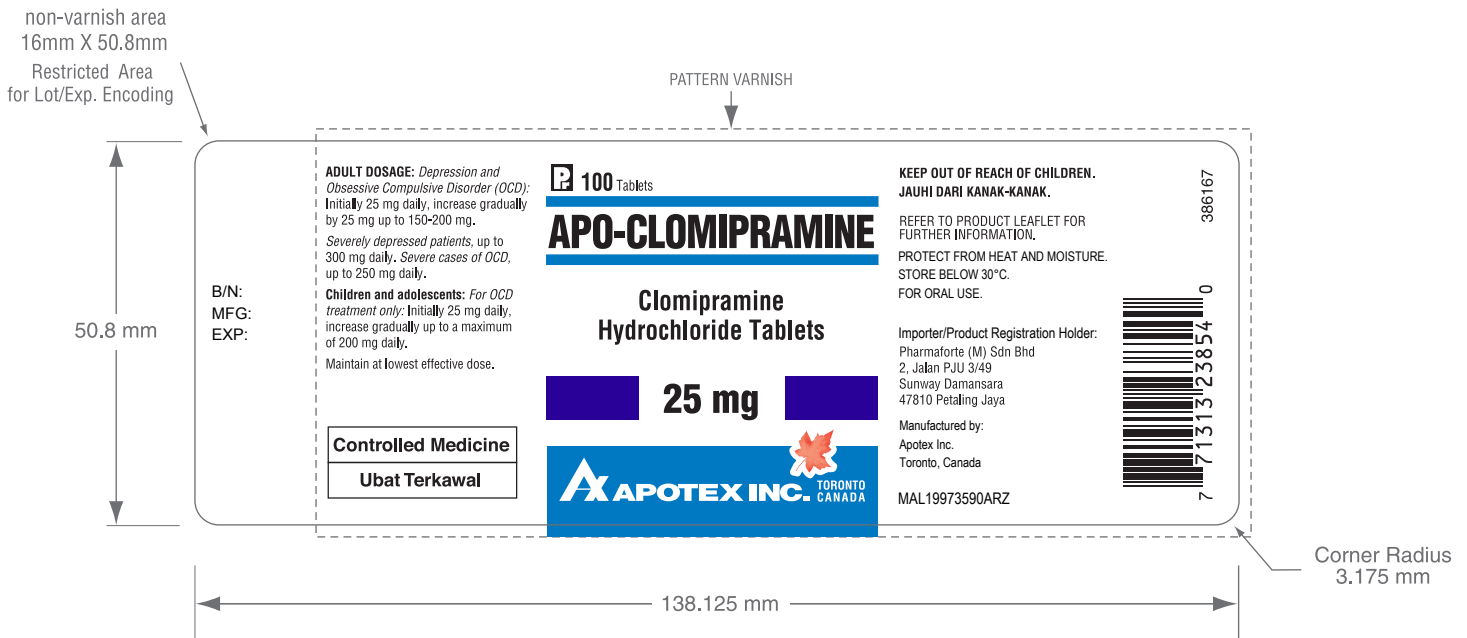 non-varnish area
16mm X 50.8mm
Restricted Area
for Lot/Exp. Encoding
PATTERN VARNISH
50.8 mm
B/N:
MFG:
EXP:
ADULT DOSAGE: Depression and
Obsessive Compulsive Disorder (OCD):
Initially 25 mg daily, increase gradually
by 25 mg up to 150-200 mg.
Severely depressed patients, up to
300 mg daily. Severe cases of OCD,
up to 250 mg daily.
Children and adolescents: For OCD
treatment only: Initially 25 mg daily,
increase gradually up to a maximum
of 200 mg daily.
Maintain at lowest effective dose.
Controlled Medicine
Ubat Terkawal
Pr 100 Tablets
APO-CLOMIPRAMINE
Clomipramine
Hydrochloride Tablets
25 mg
APOTEX INC. TORONTO
CANADA
KEEP OUT OF REACH OF CHILDREN.
JAUHI DARI KANAK-KANAK.
REFER TO PRODUCT LEAFLET FOR
FURTHER INFORMATION.
PROTECT FROM HEAT AND MOISTURE.
STORE BELOW 30°C.
FOR ORAL USE.
Importer/Product Registration Holder:
Pharmaforte (M) Sdn Bhd
2, Jalan PJU 3/49
Sunway Damansara
47810 Petaling Jaya
Manufactured by:
Apotex Inc.
Toronto, Canada
MAL19973590ARZ
386167
7 71313 23854 0
Corner Radius
3.175 mm
138.125 mm